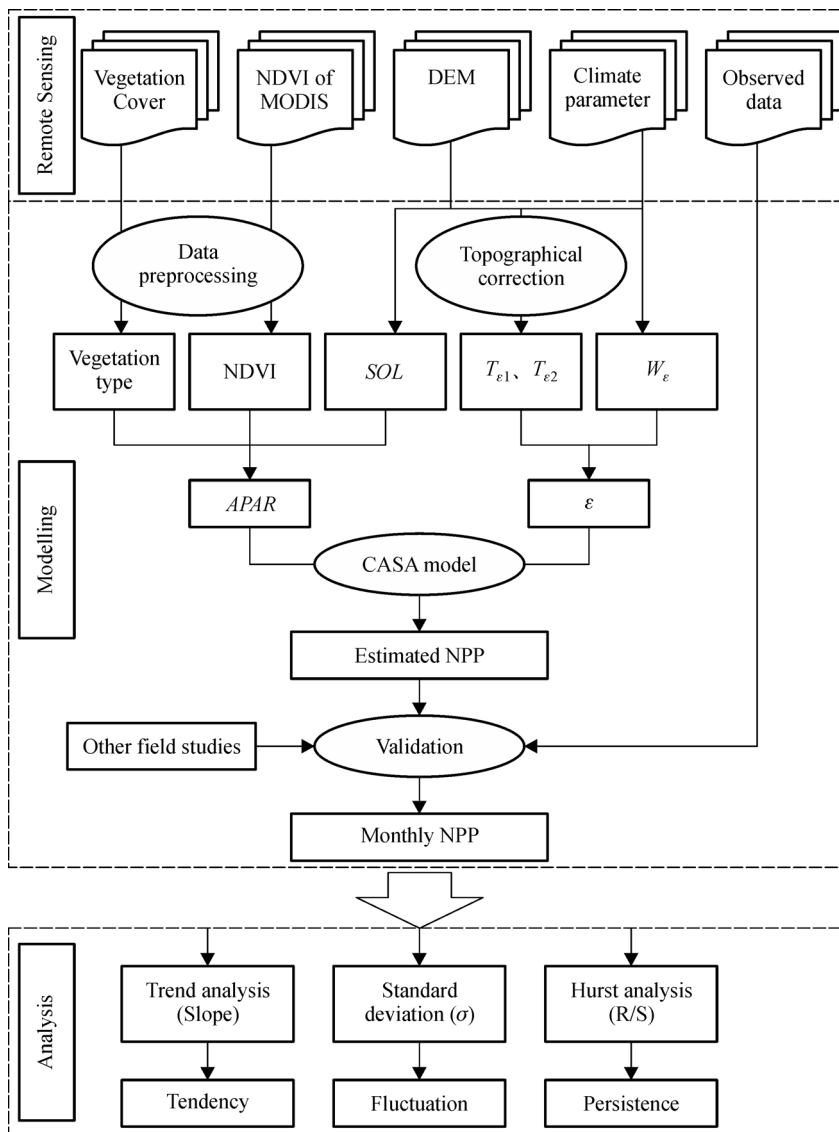 Remote Sensing
Vegetation
Cover
NDVI of
MODIS
DEM
Climate
parameter
Observed
data
Modelling
Data
preprocessing
Topographical
correction
Vegetation
type
NDVI
SOL
Tε1、Tε2
Wε
APAR
ε
CASA model
Estimated NPP
Other field studies
Validation
Monthly NPP
Analysis
Trend analysis
(Slope)
Standard
deviation (σ)
Hurst analysis
(R/S)
Tendency
Fluctuation
Persistence